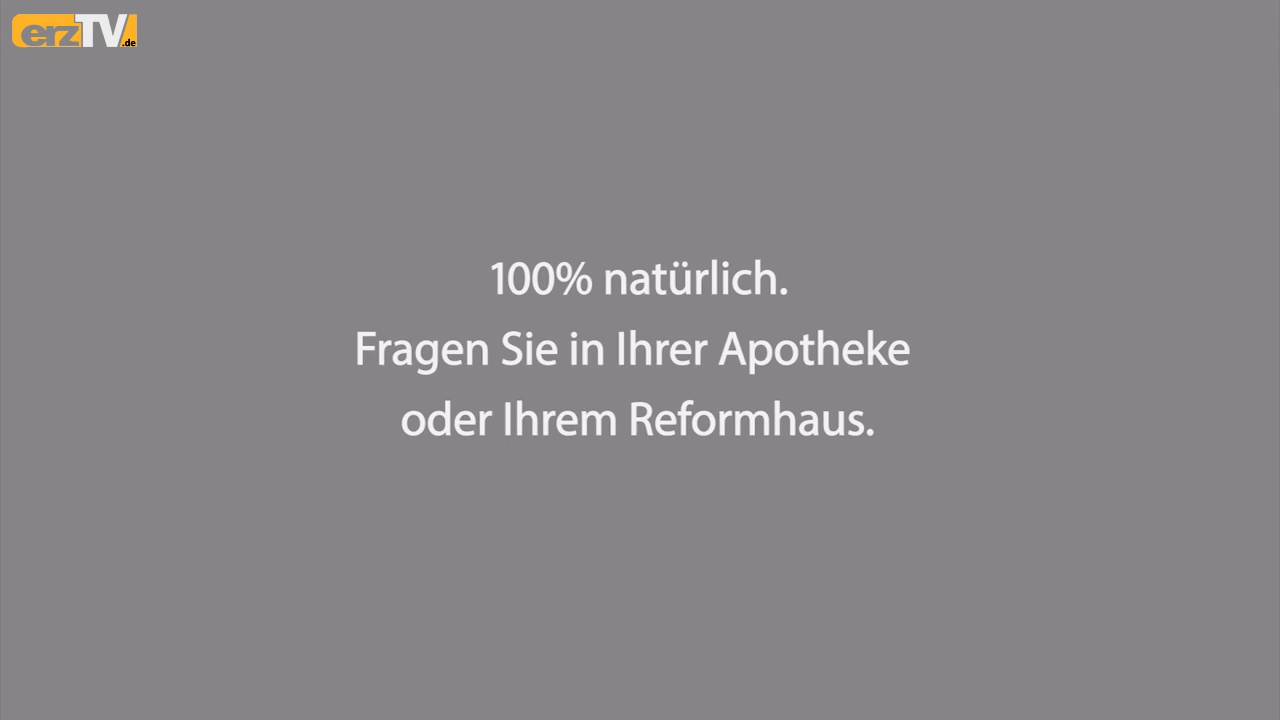 erzTV.de
100% natürlich.
Fragen Sie in Ihrer Apotheke
oder Ihrem Reformhaus.